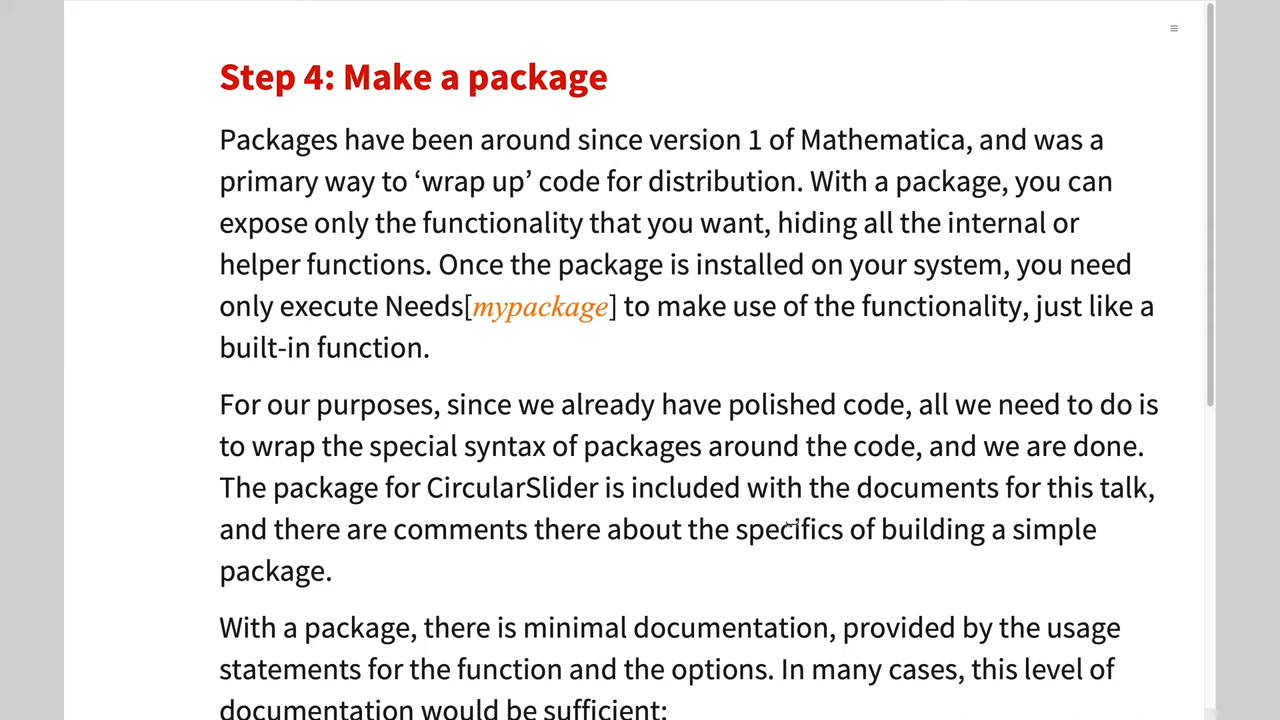 Step 4: Make a package
Packages have been around since version 1 of Mathematica, and was a
primary way to ‘wrap up’ code for distribution. With a package, you can
expose only the functionality that you want, hiding all the internal or
helper functions. Once the package is installed on your system, you need
only execute Needs[mypackage] to make use of the functionality, just like a
built-in function.
For our purposes, since we already have polished code, all we need to do is
to wrap the special syntax of packages around the code, and we are done.
The package for CircularSlider is included with the documents for this talk,
and there are comments there about the specifics of building a simple
package.
With a package, there is minimal documentation, provided by the usage
statements for the function and the options. In many cases, this level of
documentation would be sufficient: